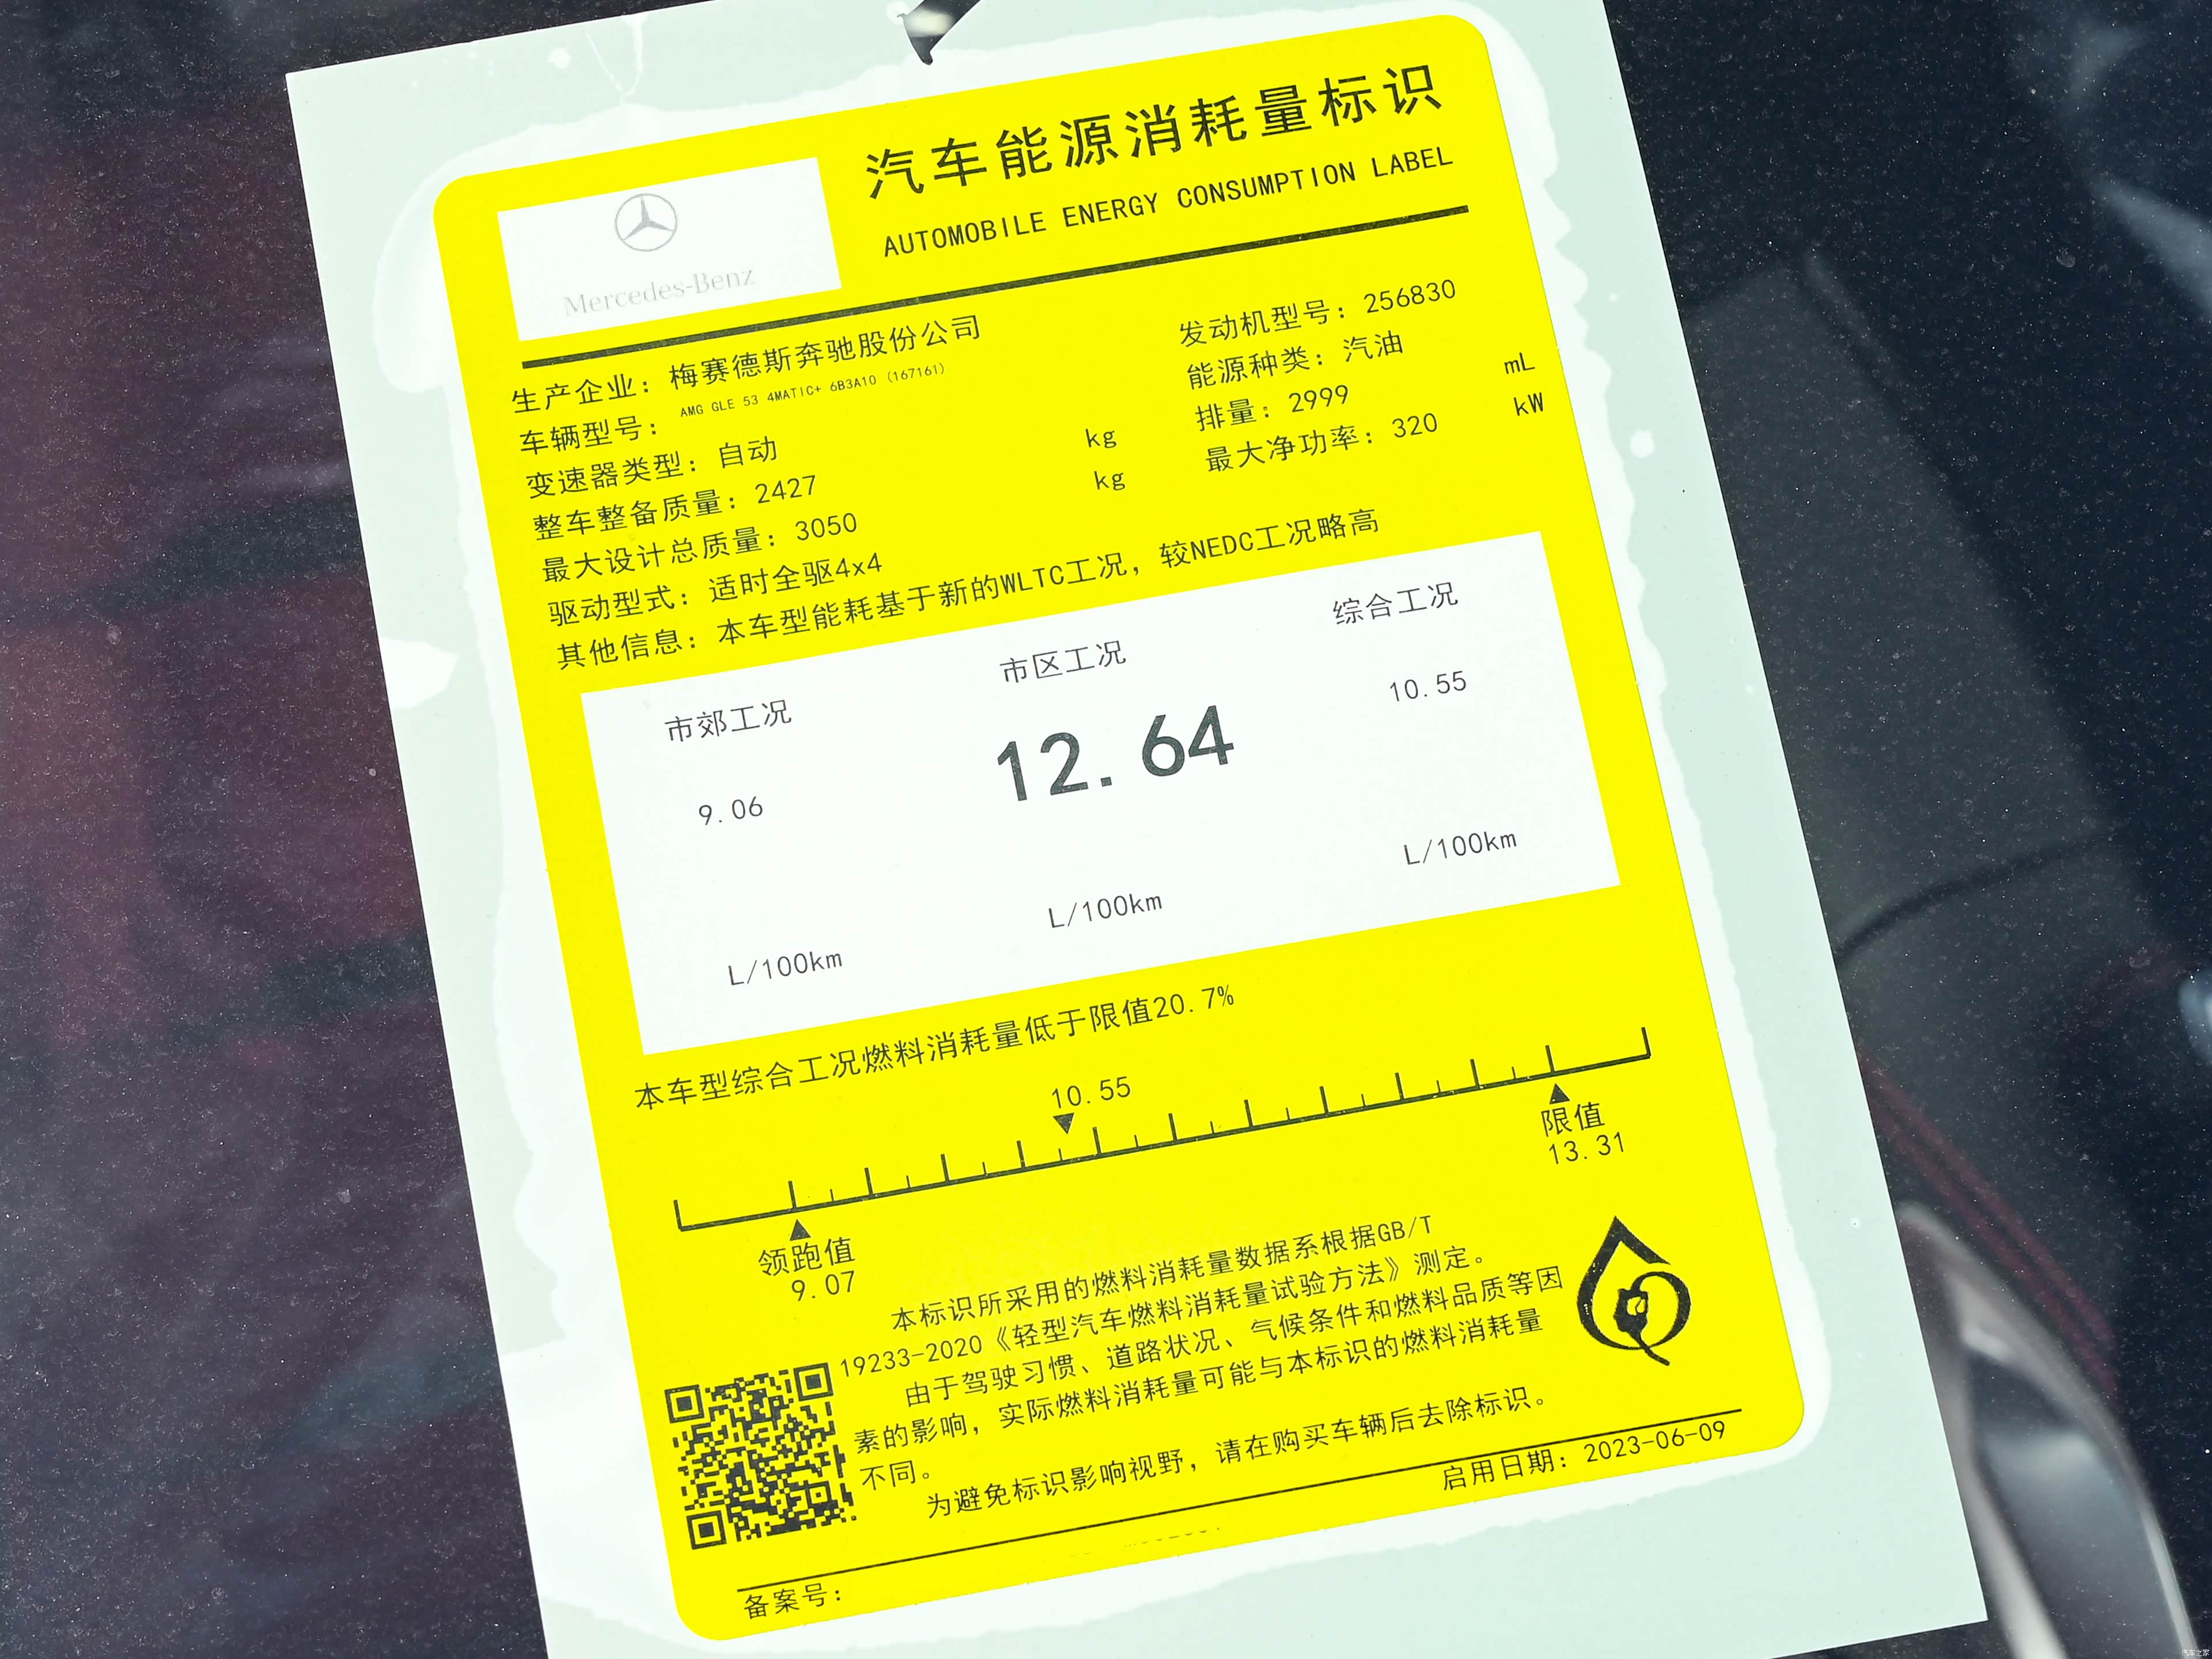 汽车能源消耗量标识
AUTOMOBILE ENERGY CONSUMPTION LABEL
Mercedes-Benz
生产企业：梅赛德斯奔驰股份公司
车辆型号：AMG GLE 53 4MATIC+ 6B3A10 (167161)
变速器类型：自动
整车整备质量：2427 kg
最大设计总质量：3050 kg
驱动型式：适时全驱4x4
其他信息：本车型能耗基于新的WLTC工况，较NEDC工况略高
发动机型号：256830
能源种类：汽油
排量：2999 mL
最大净功率：320 kW
市郊工况 市区工况 综合工况
9.06 12.64 10.55
L/100km L/100km L/100km
本车型综合工况燃料消耗量低于限值20.7%
10.55
领跑值
9.07
限值
13.31
本标识所采用的燃料消耗量数据系根据GB/T
19233-2020《轻型汽车燃料消耗量试验方法》测定。
由于驾驶习惯、道路状况、气候条件和燃料品质等因
素的影响，实际燃料消耗量可能与本标识的燃料消耗量
不同。
为避免标识影响视野，请在购买车辆后去除标识。
备案号：
启用日期：2023-06-09
汽车之家